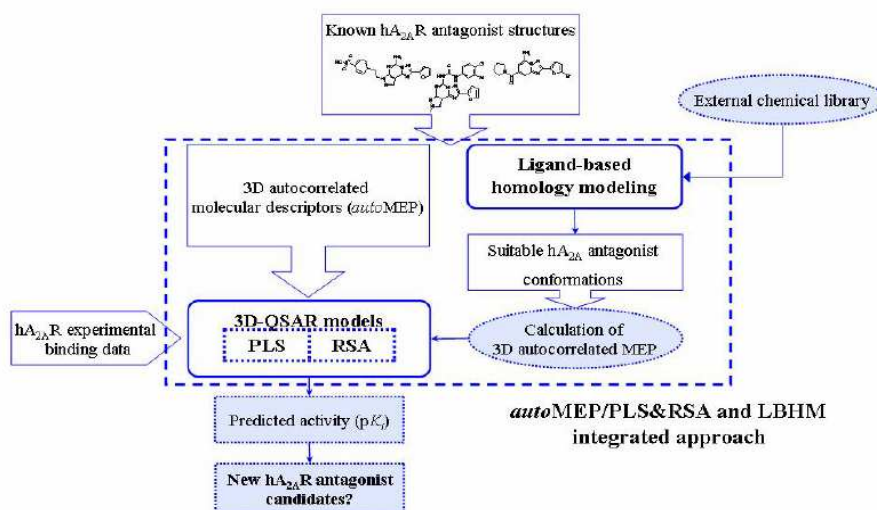 Known hA2AR antagonist structures
External chemical library
3D autocorrelated
molecular descriptors (autoMEP)
Ligand-based
homology modeling
Suitable hA2A antagonist
conformations
hA2AR experimental
binding data
3D-QSAR models
PLS RSA
Calculation of
3D autocorrelated MEP
Predicted activity (pKi)
autoMEP/PLS&RSA and LBHM
integrated approach
New hA2AR antagonist
candidates?